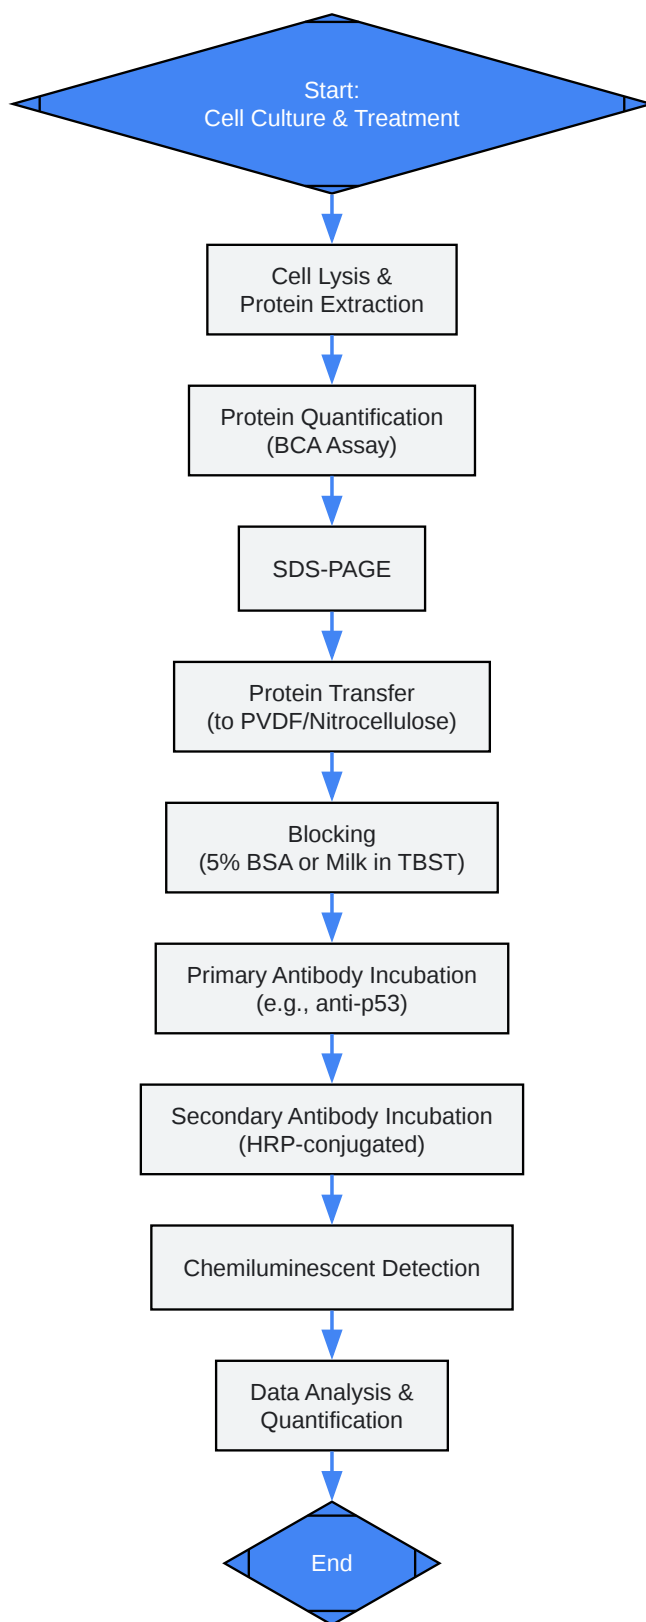 Start:
Cell Culture & Treatment
Cell Lysis &
Protein Extraction
Protein Quantification
(BCA Assay)
SDS-PAGE
Protein Transfer
(to PVDF/Nitrocellulose)
Blocking
(5% BSA or Milk in TBST)
Primary Antibody Incubation
(e.g., anti-p53)
Secondary Antibody Incubation
(HRP-conjugated)
Chemiluminescent Detection
Data Analysis &
Quantification
End